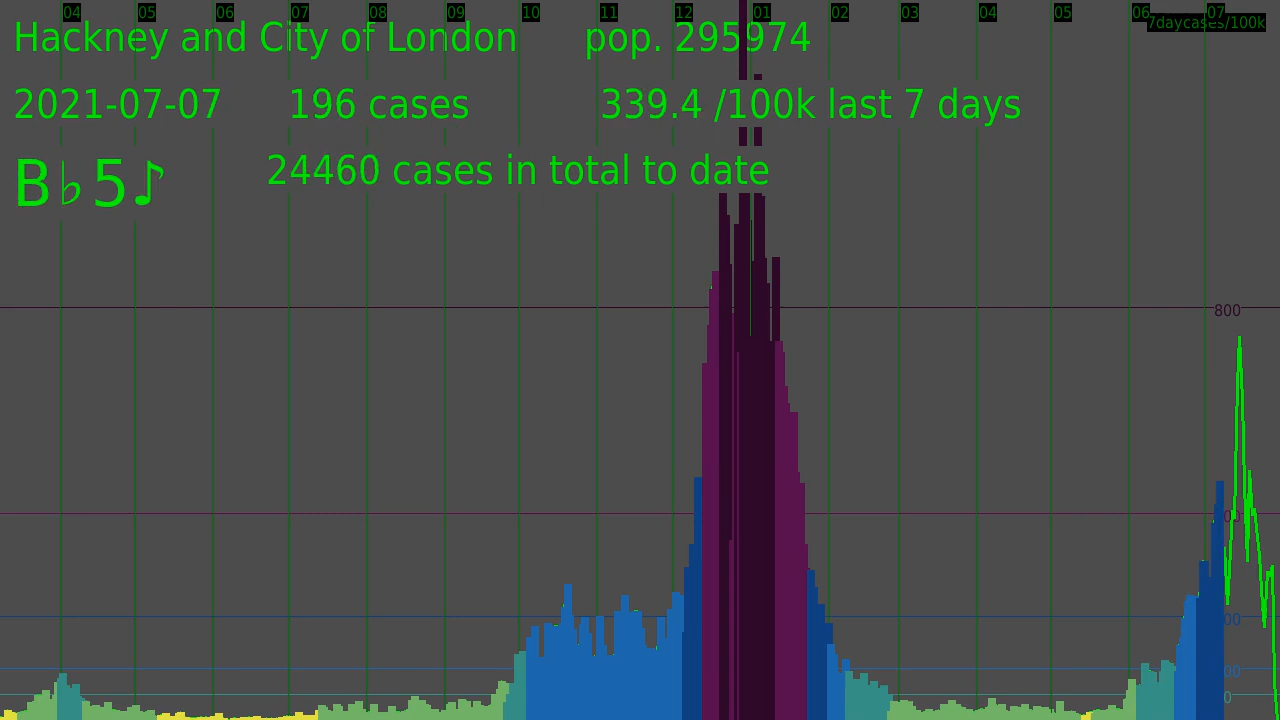 04 05 06 07 08 09 10 11 12 01 02 03 04 05 06 07
7daycases/100k
Hackney and City of London pop. 295974
2021-07-07 196 cases 339.4 /100k last 7 days
B♭5♪ 24460 cases in total to date
800